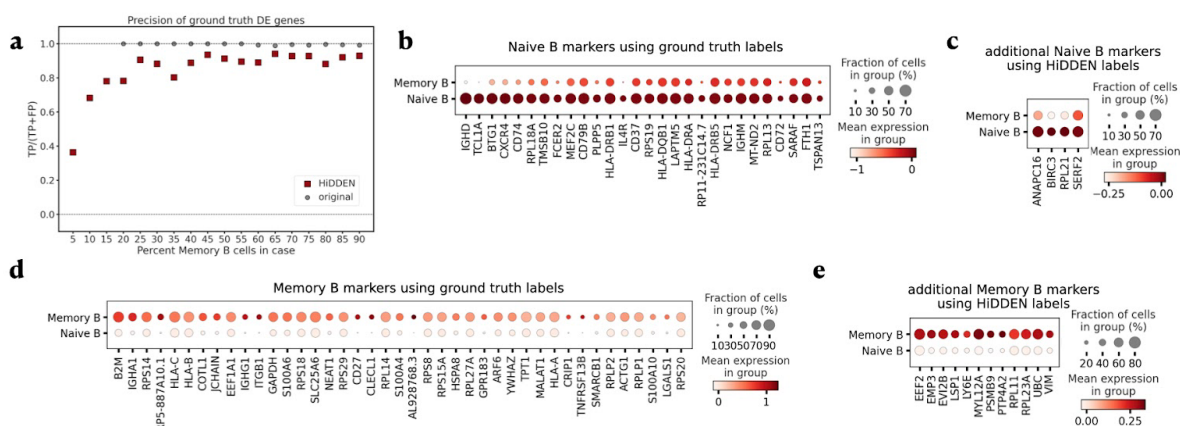 a
Precision of ground truth DE genes
TP/(TP+FP)
1.0
0.8
0.6
0.4
0.2
0.0
HiDDEN
original
5 10 15 20 25 30 35 40 45 50 55 60 65 70 75 80 85 90
Percent Memory B cells in case
b
Naive B markers using ground truth labels
Memory B
Naive B
IGHD
TCL1A
BTG1
CXCR4
CD74
RPL18A
TMSB10
FCER2
MEF2C
CD79B
PLPP5
HLA-DRB1
IL4R
CD37
RPS19
HLA-DQB1
LAPTM5
HLA-DRA
RP11-231C14.7
HLA-DRB5
NCF1
IGHM
MT-ND2
RPL13
CD72
SARAF
FTH1
TSPAN13
Fraction of cells
in group (%)
10 30 50 70
Mean expression
in group
−1 0
c
additional Naive B markers
using HiDDEN labels
Memory B
Naive B
ANAPC16
BIRC3
RPL21
SERF2
Fraction of cells
in group (%)
10 30 50 70
Mean expression
in group
−0.25 0.00
d
Memory B markers using ground truth labels
Memory B
Naive B
B2M
IGHA1
RPS14
RP5-887A10.1
HLA-C
HLA-B
COTL1
JCHAIN
EEF1A1
IGHG1
ITGB1
GAPDH
S100A6
RPS18
SLC25A6
NEAT1
RPS29
CD27
CLECL1
RPL14
S100A4
AL928768.3
RPS8
RPS15A
HSPA8
RPL27A
GPR183
ARF6
YWHAZ
TPT1
MALAT1
HLA-A
CRIP1
TNFRSF13B
SMARCB1
RPLP2
ACTG1
RPLP1
S100A10
LGALS1
RPS20
Fraction of cells
in group (%)
10 30 50 70 90
Mean expression
in group
0 1
e
additional Memory B markers
using HiDDEN labels
Memory B
Naive B
EEF2
EMP3
EVI2B
LSP1
LY6E
MYL12A
PSMB9
PTP4A2
RPL11
RPL23A
UBC
VIM
Fraction of cells
in group (%)
20 40 60 80
Mean expression
in group
0.00 0.25